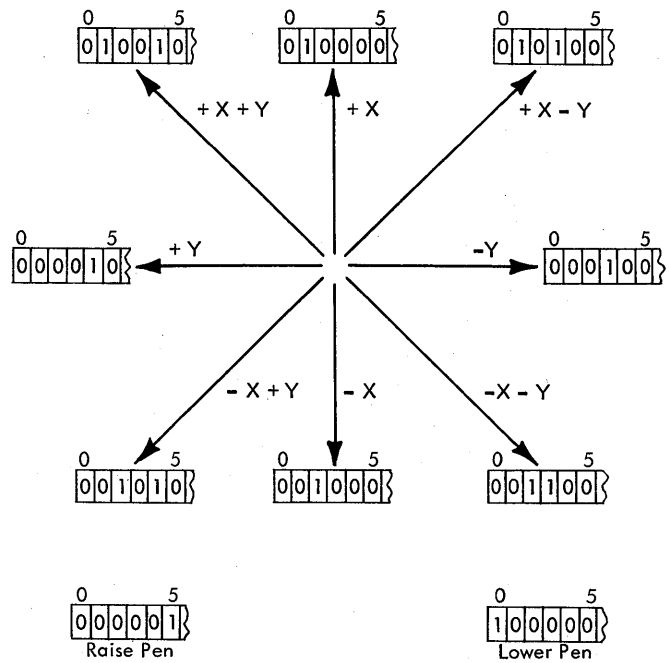 0 5 0 5 0 5
010010 010000 010100
+ X + Y + X + X - Y
0 5 + Y -Y 0 5
000010 000100
- X + Y - X -X - Y
0 5 0 5 0 5
001010 001000 001100
0 5 0 5
000001 100000
Raise Pen Lower Pen